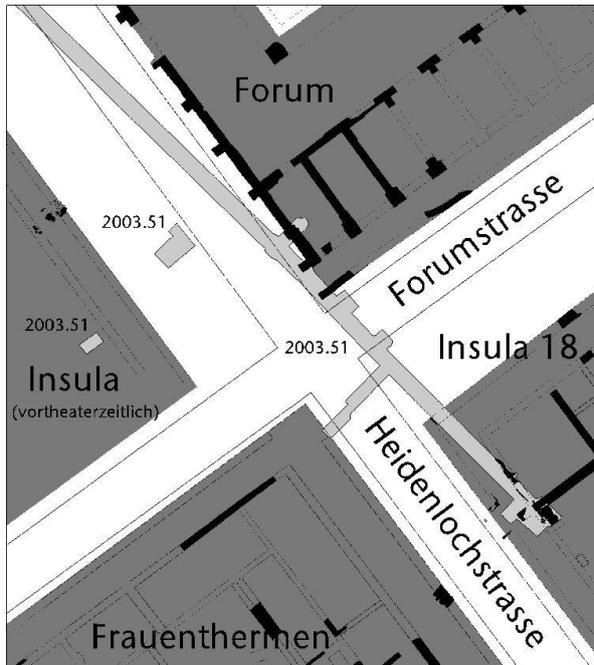 Forum
Forumstrasse
2003.51
2003.51
2003.51
Insula 18
Insula
(vortheaterzeitlich)
Heidenlochstrasse
Frauenthermen